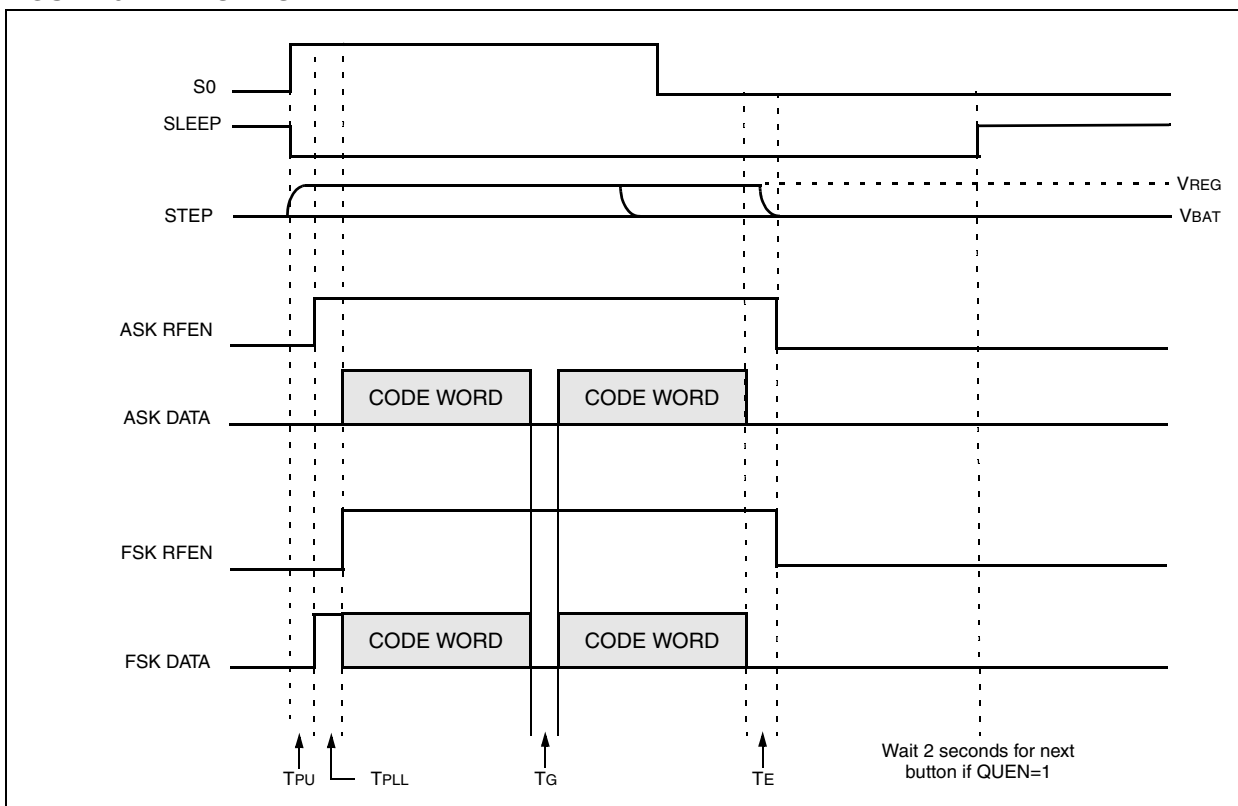 S0
SLEEP
VREG
STEP
VBAT
ASK RFEN
CODE WORD CODE WORD
ASK DATA
FSK RFEN
CODE WORD CODE WORD
FSK DATA
TPU TPLL TG TE
Wait 2 seconds for next
button if QUEN=1